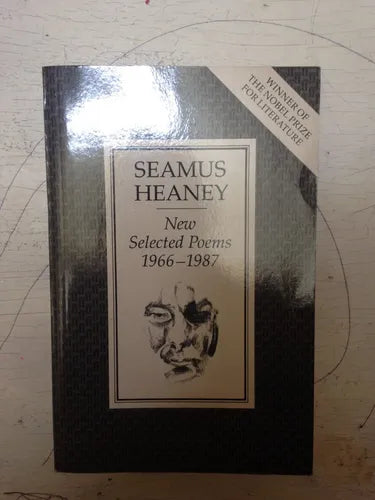 WINNER OF
THE NOBEL PRIZE
FOR LITERATURE
SEAMUS
HEANEY
New
Selected Poems
1966–1987